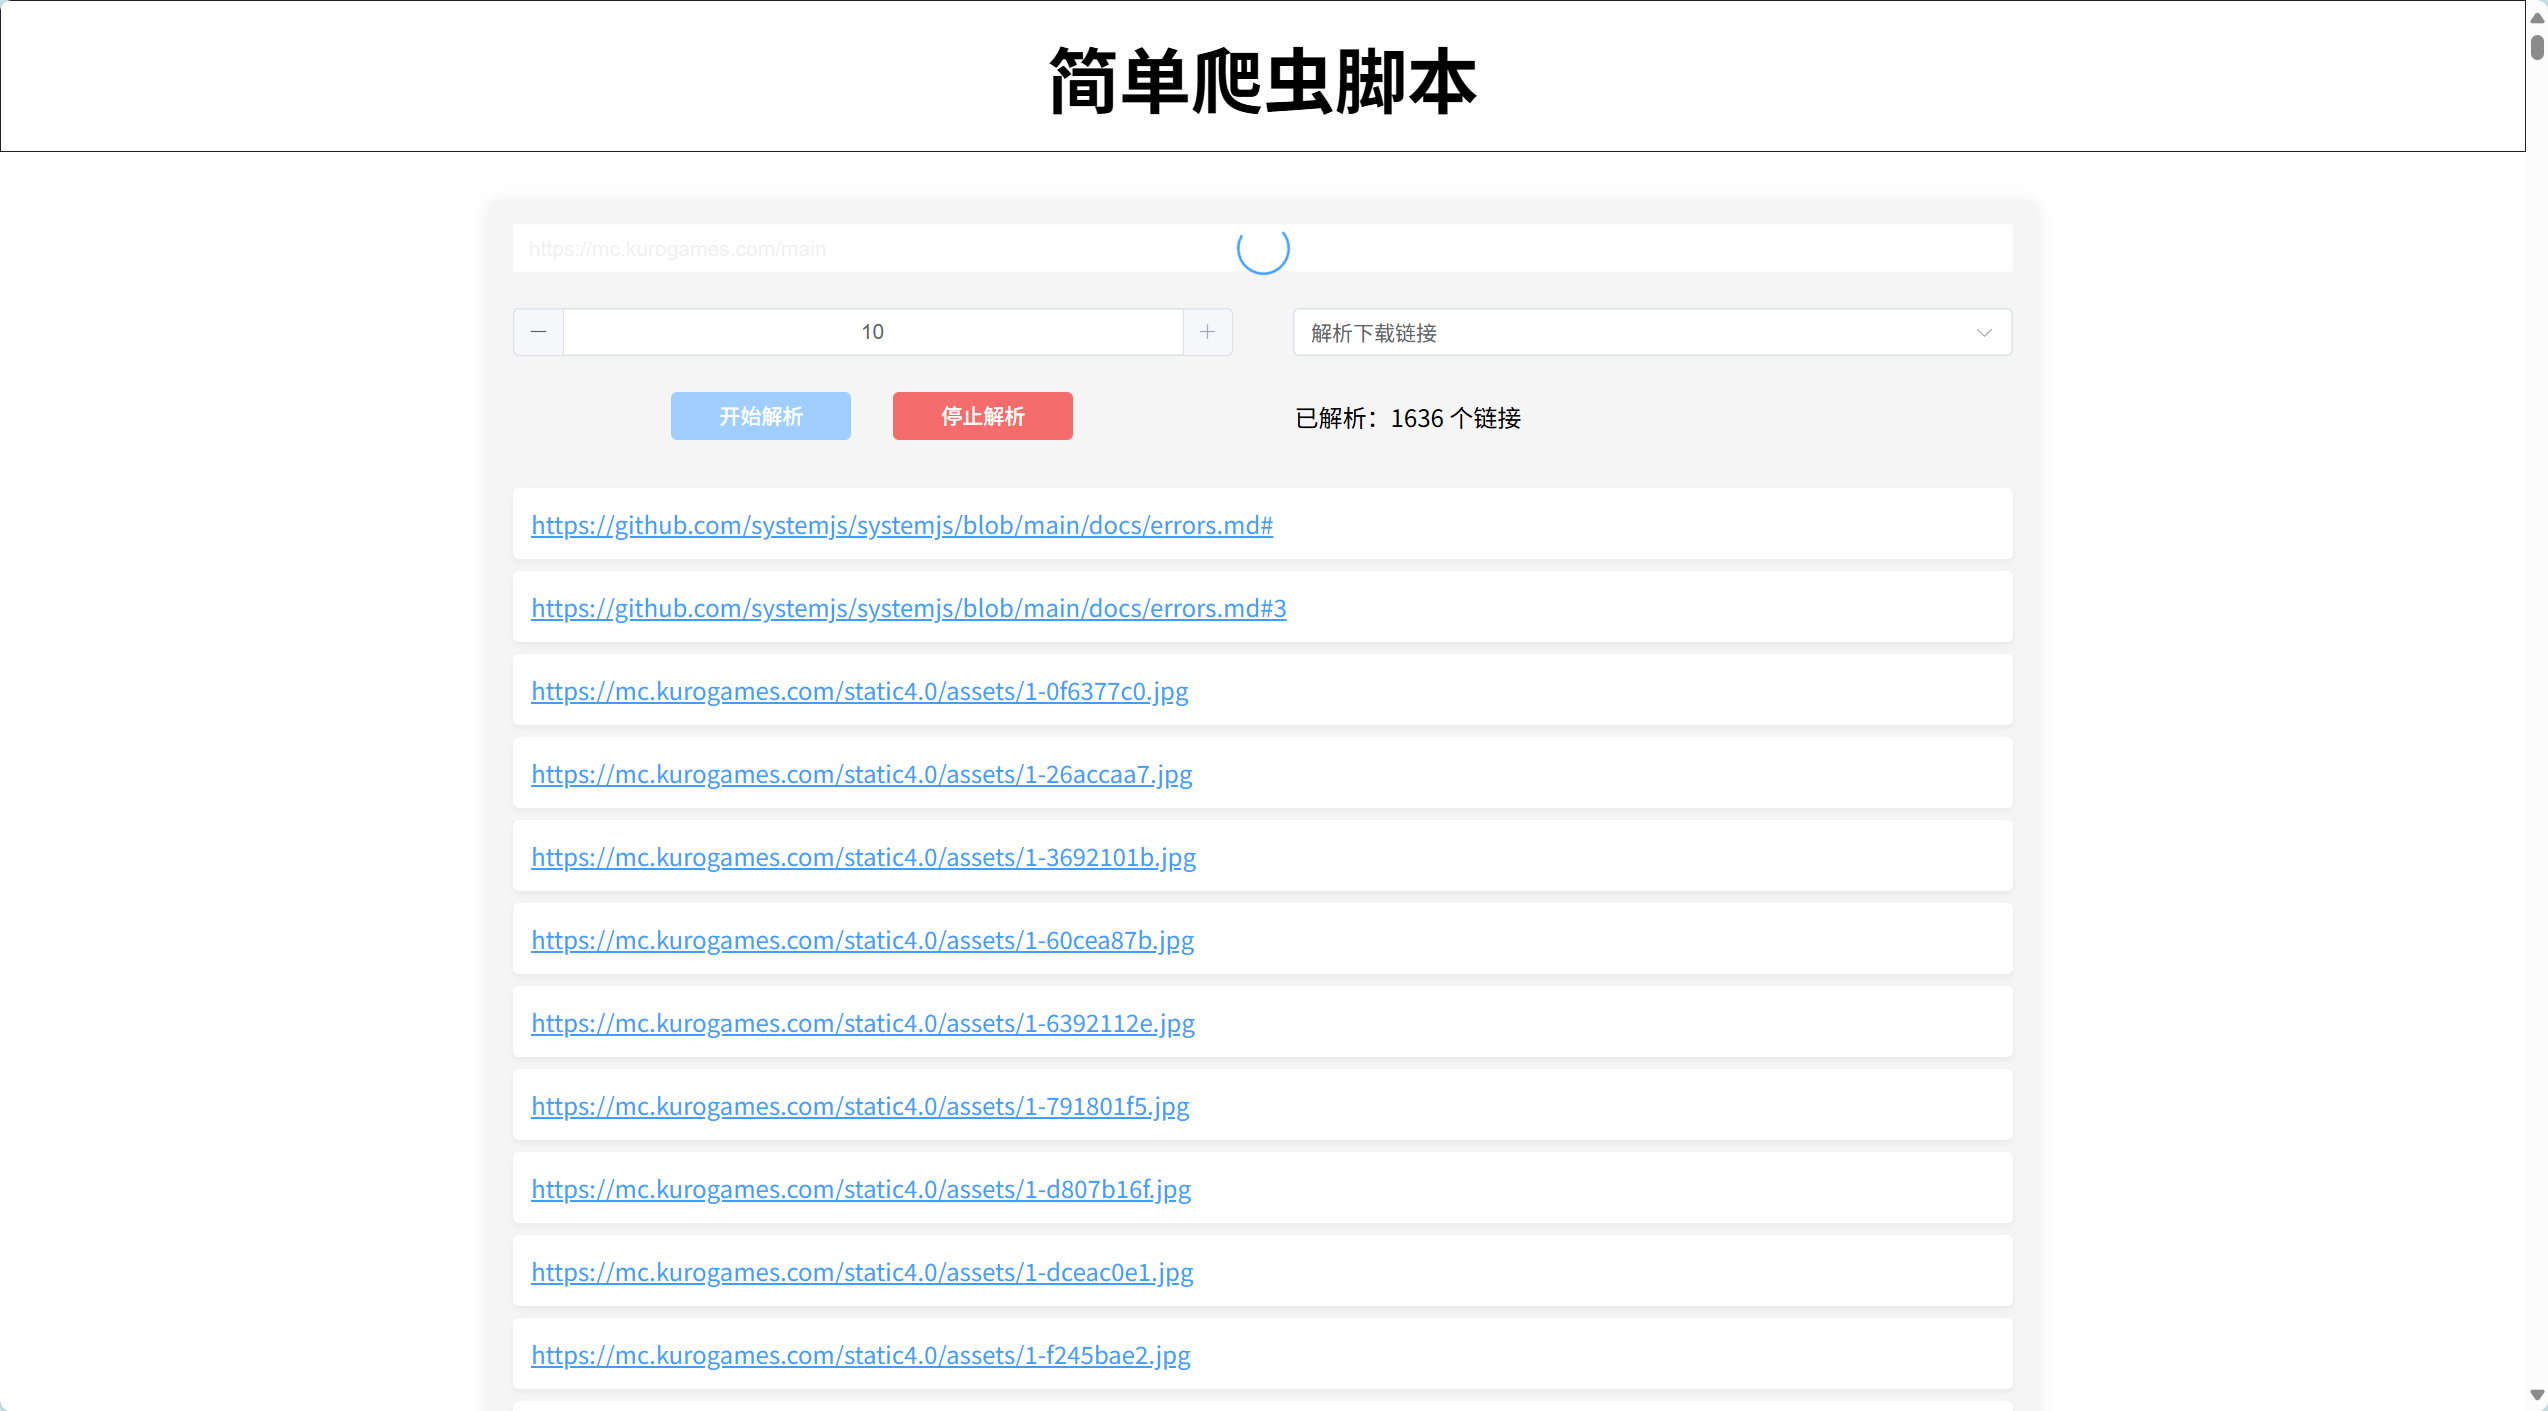 简单爬虫脚本
https://mc.kurogames.com/main
10
解析下载链接
开始解析
停止解析
已解析：1636 个链接
https://github.com/systemjs/systemjs/blob/main/docs/errors.md#
https://github.com/systemjs/systemjs/blob/main/docs/errors.md#3
https://mc.kurogames.com/static4.0/assets/1-0f6377c0.jpg
https://mc.kurogames.com/static4.0/assets/1-26accaa7.jpg
https://mc.kurogames.com/static4.0/assets/1-3692101b.jpg
https://mc.kurogames.com/static4.0/assets/1-60cea87b.jpg
https://mc.kurogames.com/static4.0/assets/1-6392112e.jpg
https://mc.kurogames.com/static4.0/assets/1-791801f5.jpg
https://mc.kurogames.com/static4.0/assets/1-d807b16f.jpg
https://mc.kurogames.com/static4.0/assets/1-dceac0e1.jpg
https://mc.kurogames.com/static4.0/assets/1-f245bae2.jpg